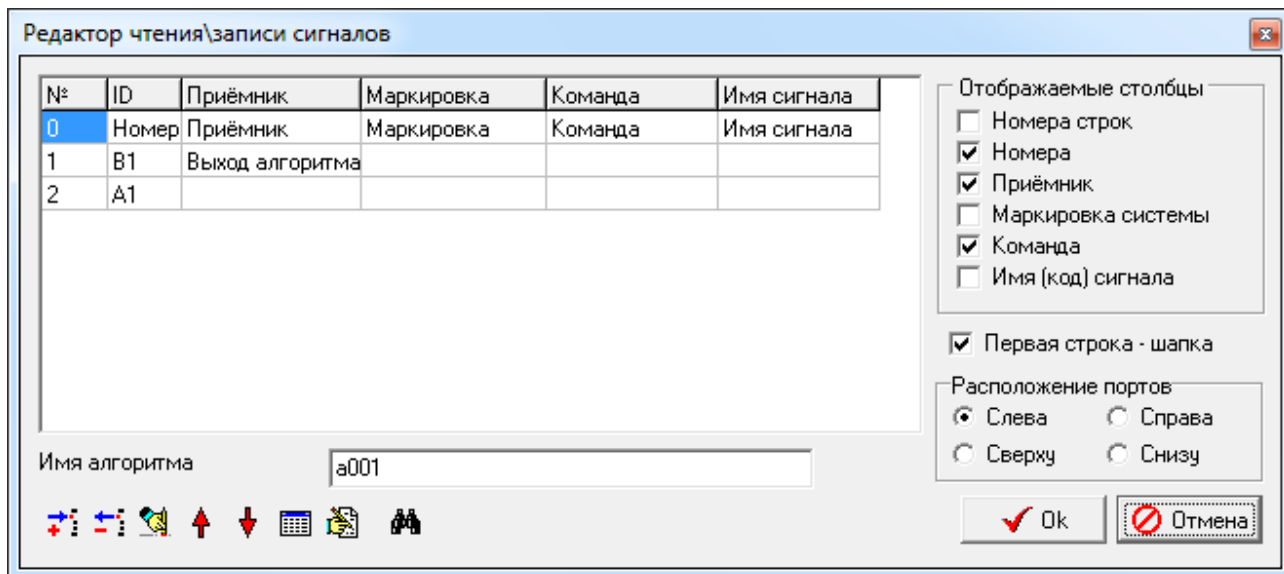 Редактор чтения\записи сигналов
№ ID Приёмник Маркировка Команда Имя сигнала
0 Номер Приёмник Маркировка Команда Имя сигнала
1 B1 Выход алгоритма
2 A1
Имя алгоритма a001
Отображаемые столбцы
Номера строк
Номера
Приёмник
Маркировка системы
Команда
Имя (код) сигнала
Первая строка - шапка
Расположение портов
Слева Справа
Сверху Снизу
Ok Отмена